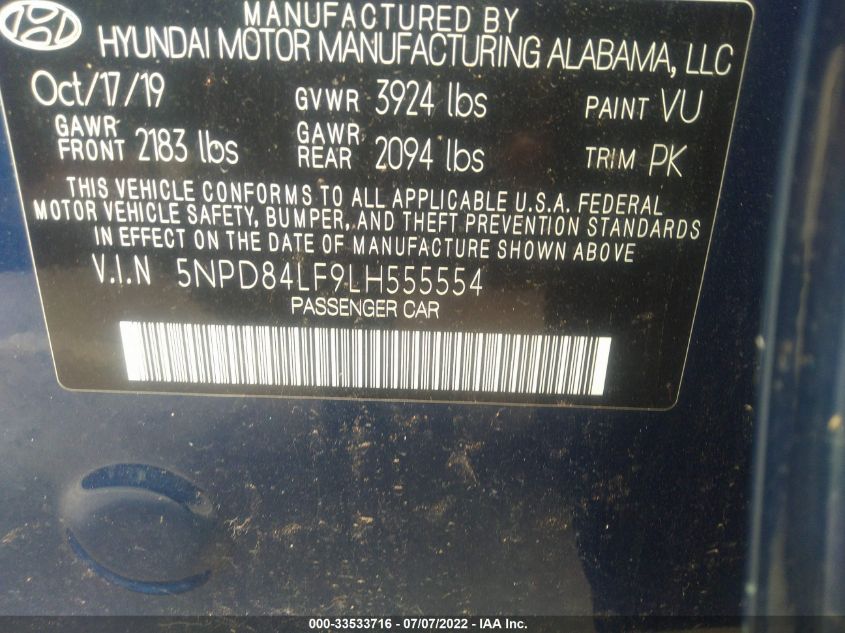 MANUFACTURED BY
HYUNDAI MOTOR MANUFACTURING ALABAMA, LLC
Oct/17/19 GVWR 3924 lbs PAINT VU
GAWR FRONT 2183 lbs GAWR REAR 2094 lbs TRIM PK
THIS VEHICLE CONFORMS TO ALL APPLICABLE U.S.A. FEDERAL
MOTOR VEHICLE SAFETY, BUMPER, AND THEFT PREVENTION STANDARDS
IN EFFECT ON THE DATE OF MANUFACTURE SHOWN ABOVE
V.I.N 5NPD84LF9LH555554
PASSENGER CAR
000-33533716 - 07/07/2022 - IAA Inc.